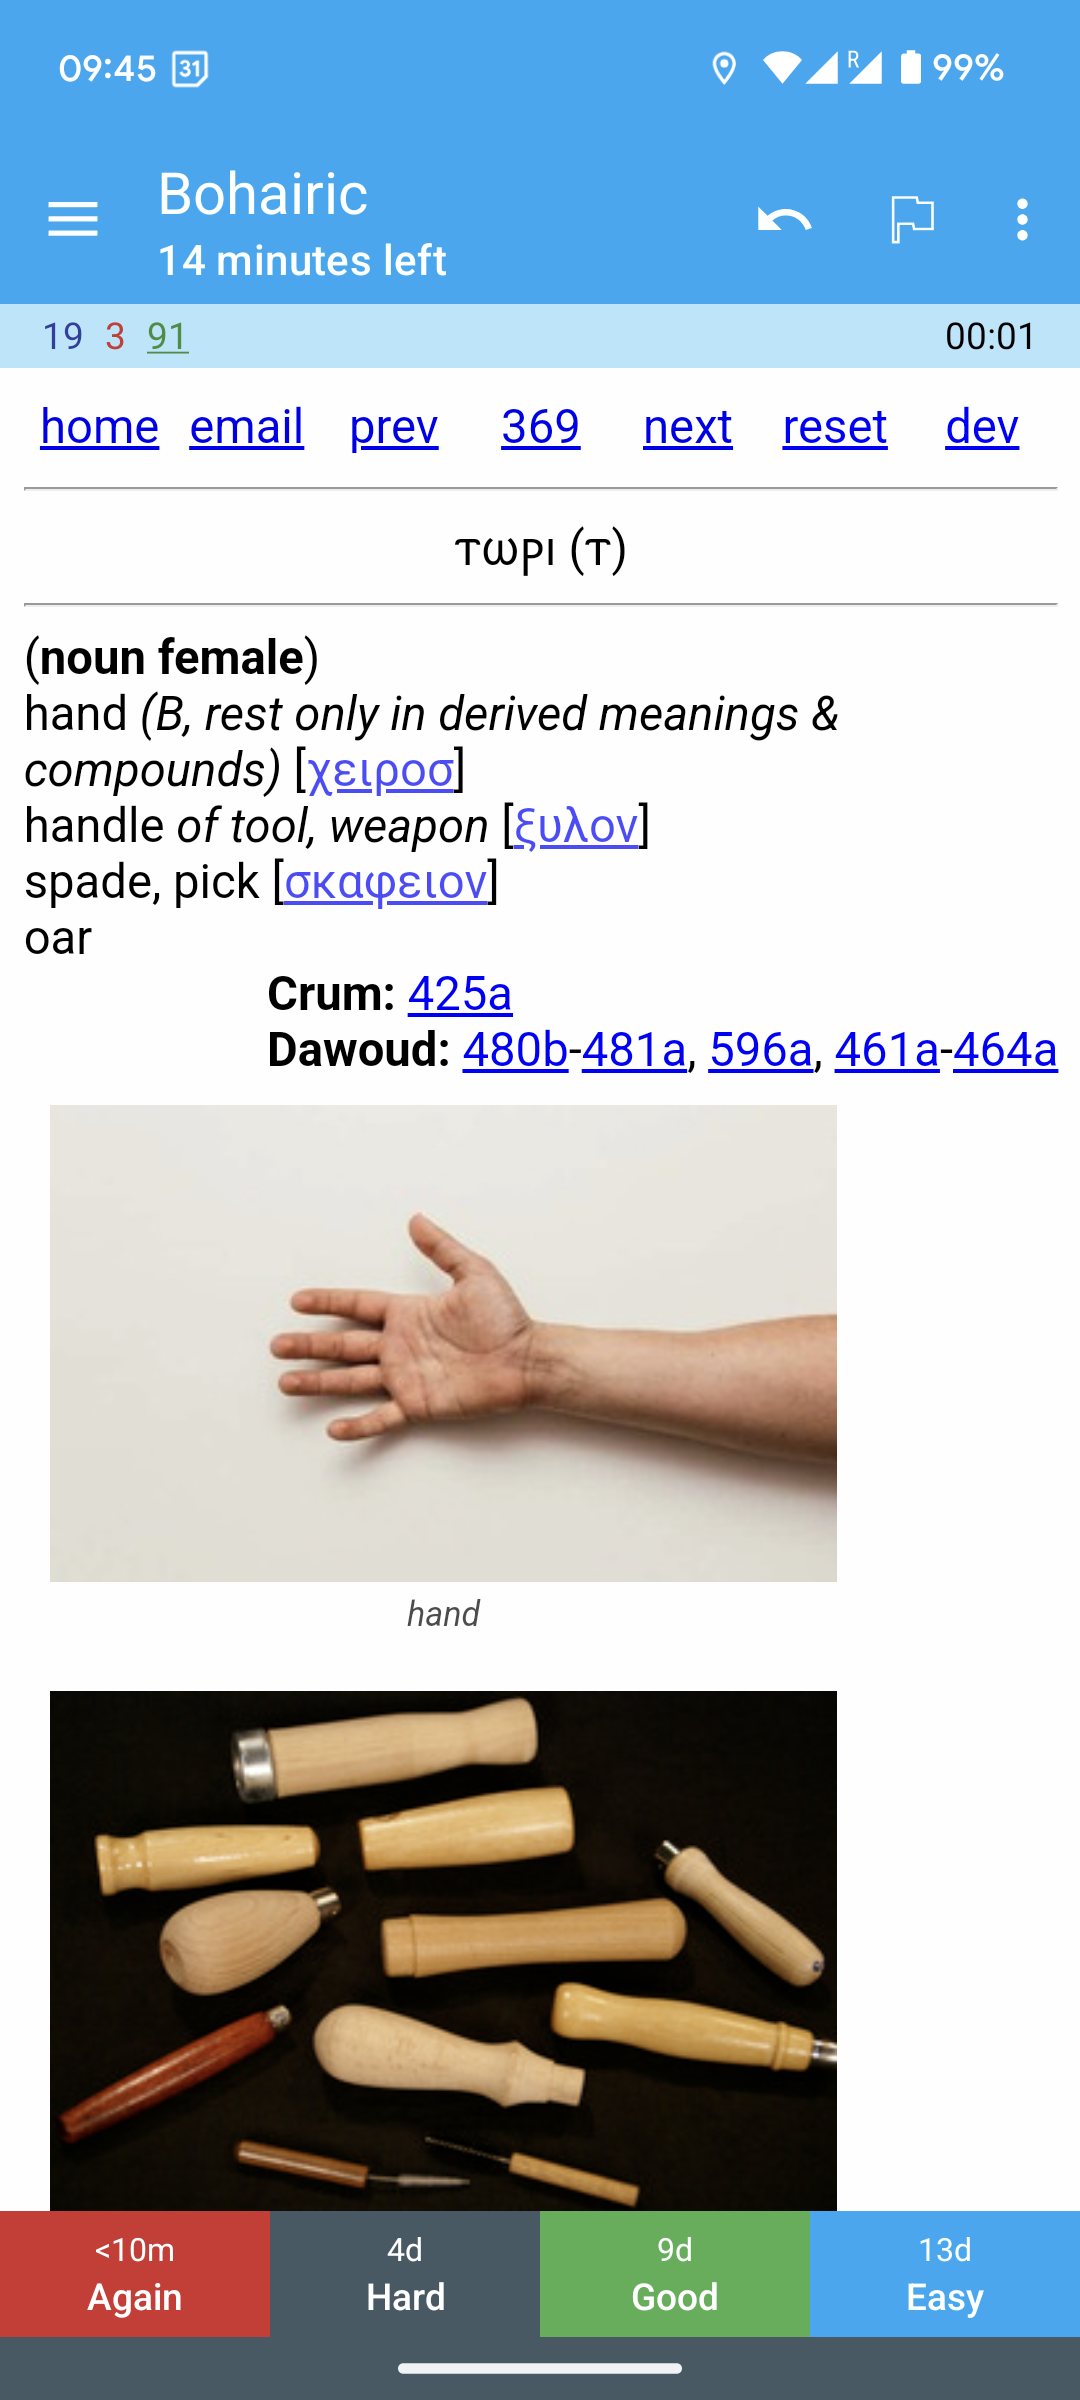 09:45 31 R 99%
Bohairic
14 minutes left
19 3 91 00:01
home email prev 369 next reset dev
ⲧⲱⲣⲓ (ⲧ)
(noun female)
hand (B, rest only in derived meanings &
compounds) [χειροσ]
handle of tool, weapon [ξυλον]
spade, pick [σκαφειον]
oar
Crum: 425a
Dawoud: 480b-481a, 596a, 461a-464a
hand
<10m 4d 9d 13d
Again Hard Good Easy